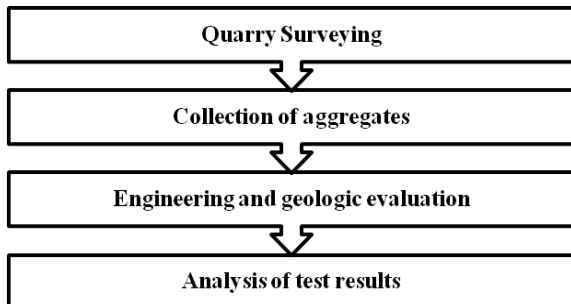 Quarry Surveying
Collection of aggregates
Engineering and geologic evaluation
Analysis of test results